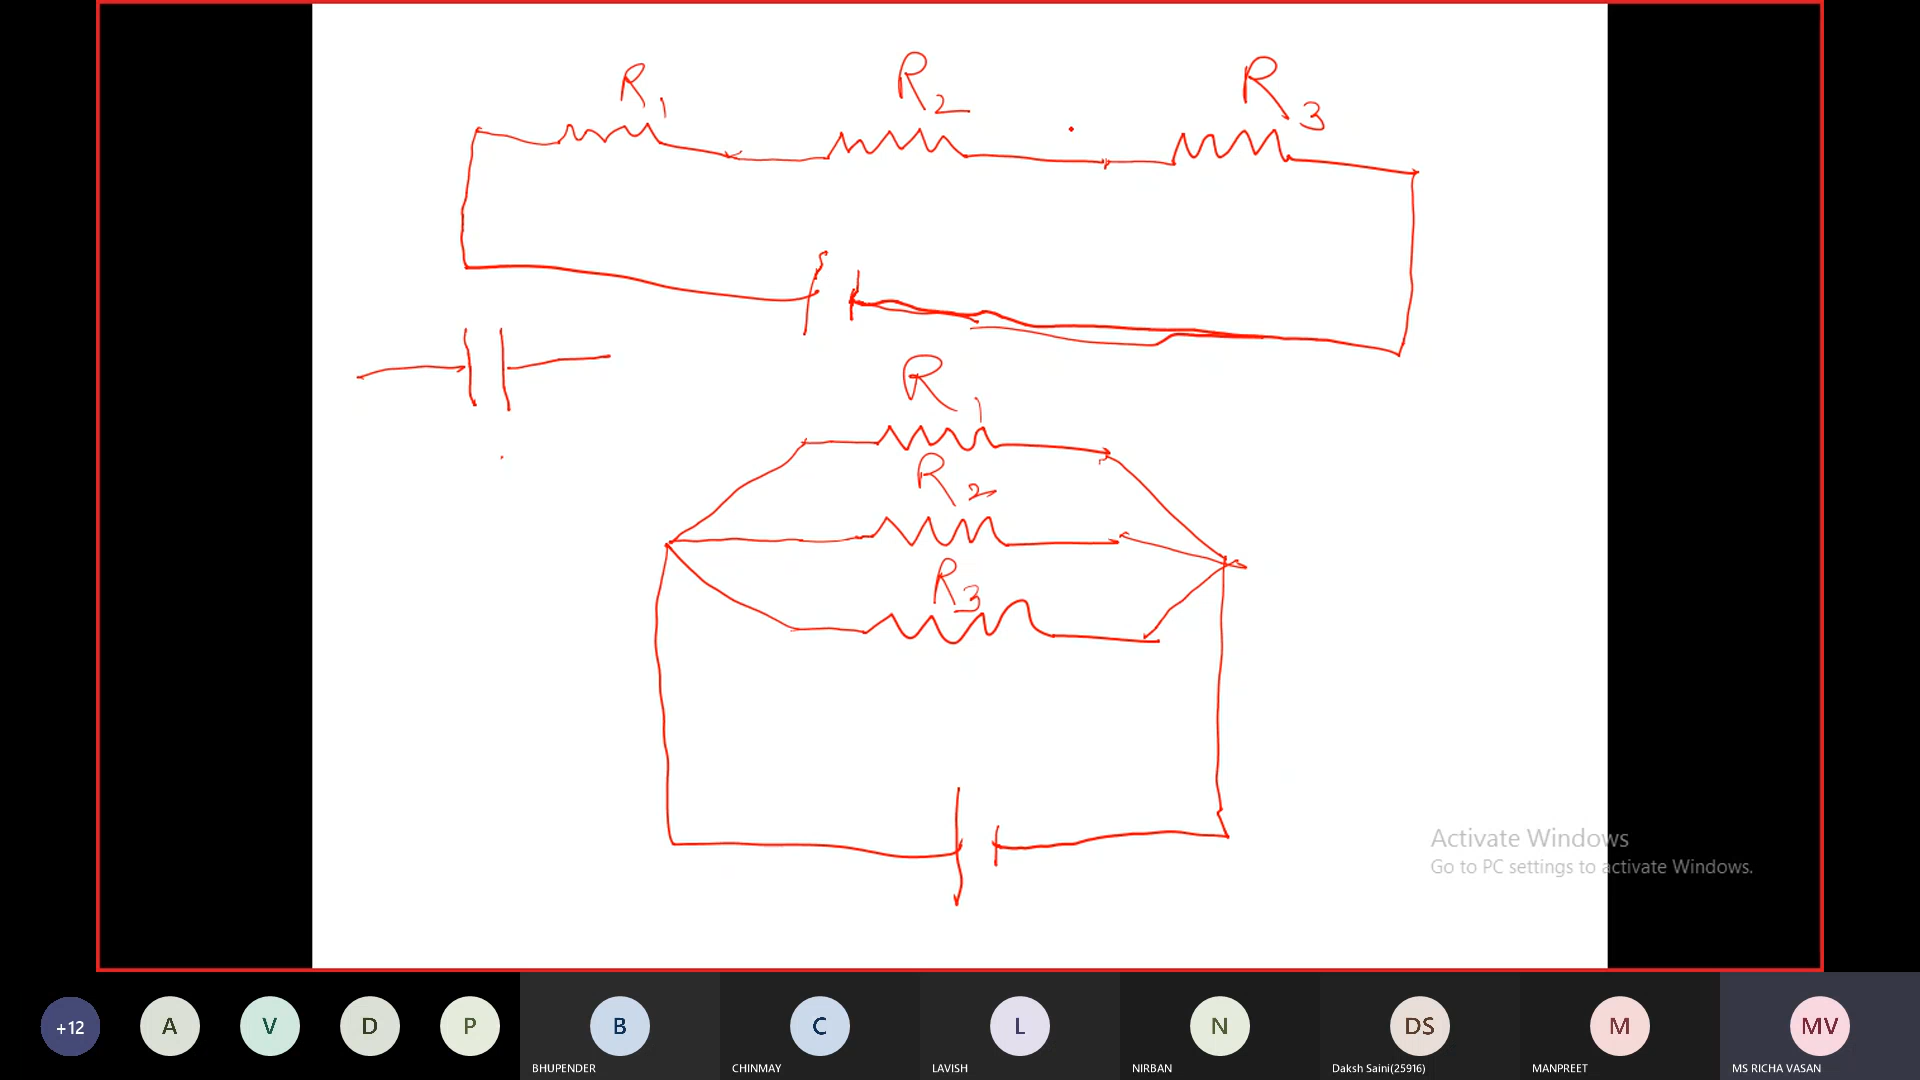 R1 R2 R3
R1
R2
R3
Activate Windows
Go to PC settings to activate Windows.
+12 A V D P B C L N DS M MV
BHUPENDER CHINMAY LAVISH NIRBAN Daksh Saini(25916) MANPREET MS RICHA VASAN